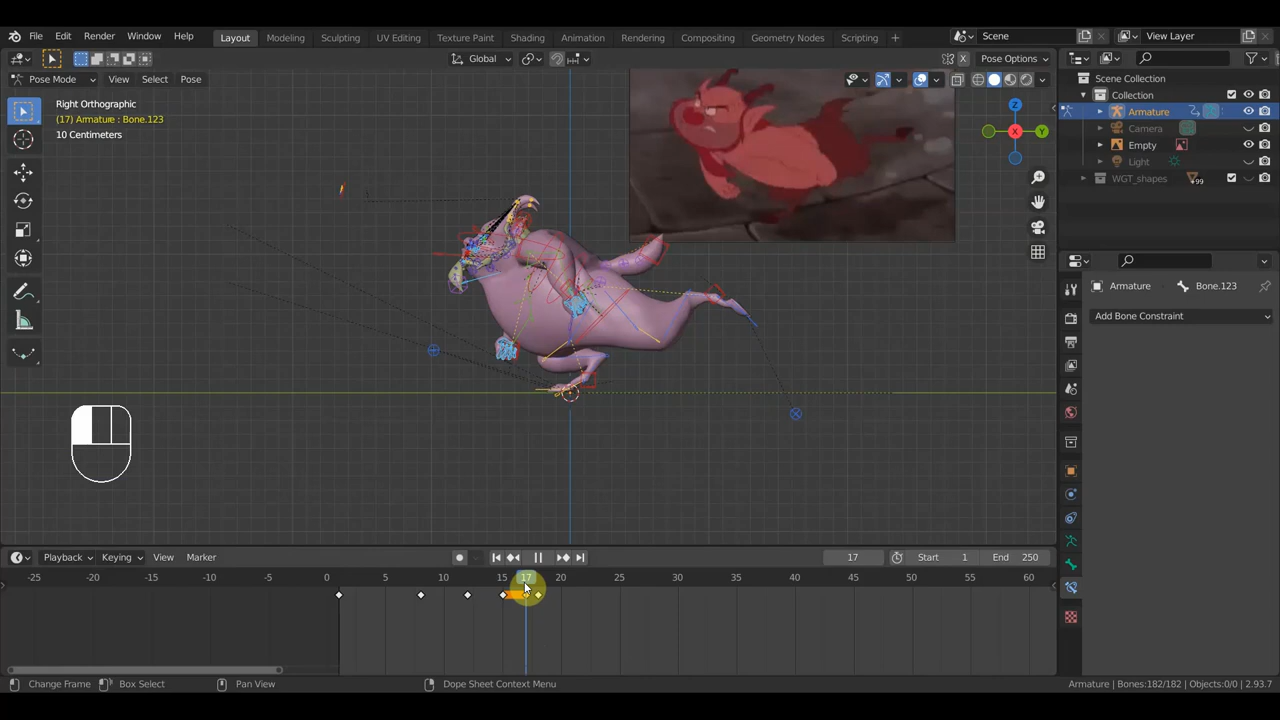 File Edit Render Window Help Layout Modeling Sculpting UV Editing Texture Paint Shading Animation Rendering Compositing Geometry Nodes Scripting + Scene View Layer
Global X Pose Options
Pose Mode View Select Pose
Right Orthographic
(17) Armature : Bone.123
10 Centimeters
Z
X
Y
Scene Collection
Collection
Armature
Camera
Empty
Light
WGT_shapes 99
Armature Bone.123
Add Bone Constraint
Playback Keying View Marker 17 Start 1 End 250
-25 -20 -15 -10 -5 0 5 10 15 17 20 25 30 35 40 45 50 55 60
Change Frame Box Select Pan View Dope Sheet Context Menu Armature | Bones:182/182 | Objects:0/0 | 2.93.7